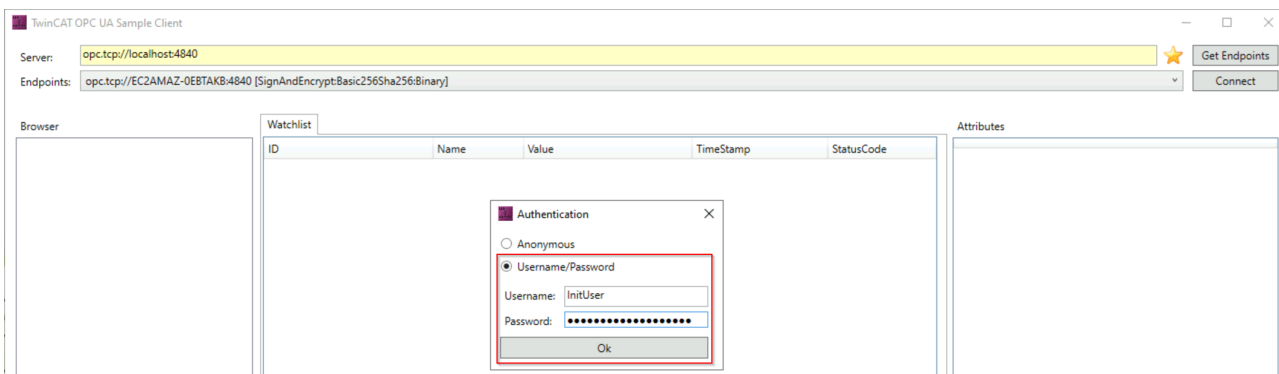 TwinCAT OPC UA Sample Client
Server: opc.tcp://localhost:4840 Get Endpoints
Endpoints: opc.tcp://EC2AMAZ-0EBTAKB:4840 [SignAndEncrypt:Basic256Sha256:Binary] Connect
Browser Watchlist Attributes
ID Name Value TimeStamp StatusCode
Authentication
Anonymous
Username/Password
Username: InitUser
Password: ●●●●●●●●●●●●●●●●●●●
Ok